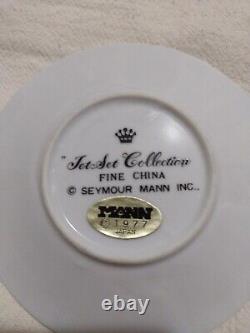 "Jet Set Collection"
FINE CHINA
© SEYMOUR MANN INC..
MANN
© 1977
JAPAN